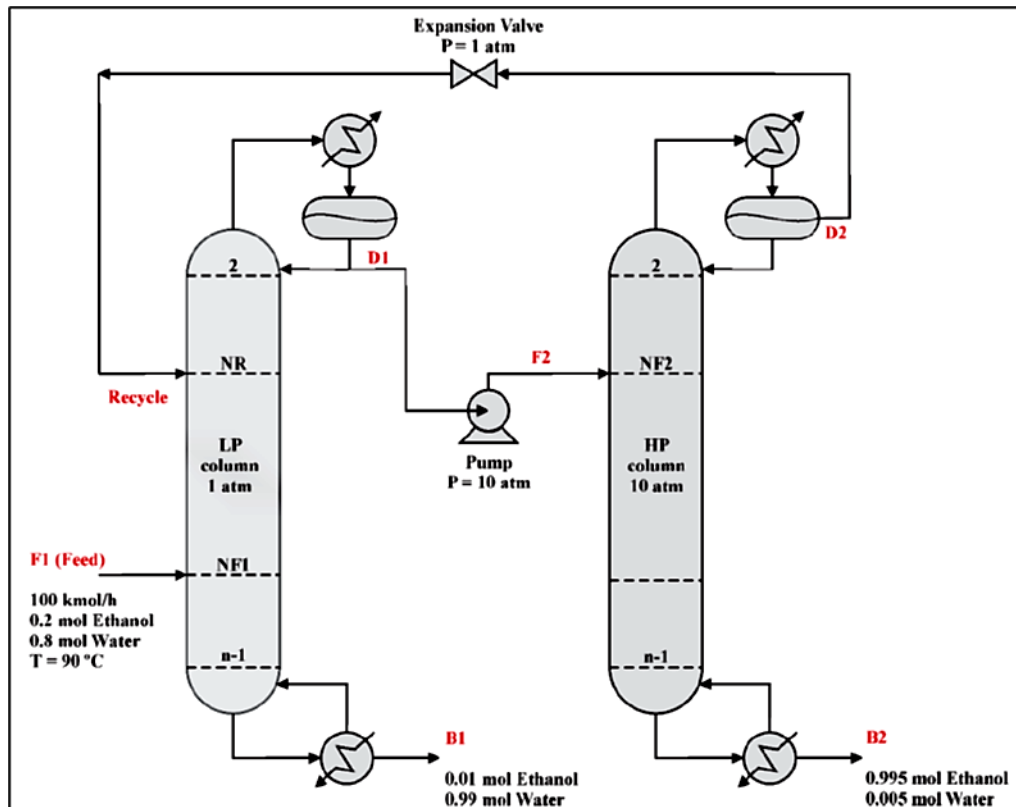 Expansion Valve
P = 1 atm
D2
D1
2
2
NR
F2
NF2
Recycle
LP
column
1 atm
Pump
P = 10 atm
HP
column
10 atm
F1 (Feed)
NF1
100 kmol/h
0.2 mol Ethanol
0.8 mol Water
T = 90 °C
n-1
n-1
B1
0.01 mol Ethanol
0.99 mol Water
B2
0.995 mol Ethanol
0.005 mol Water